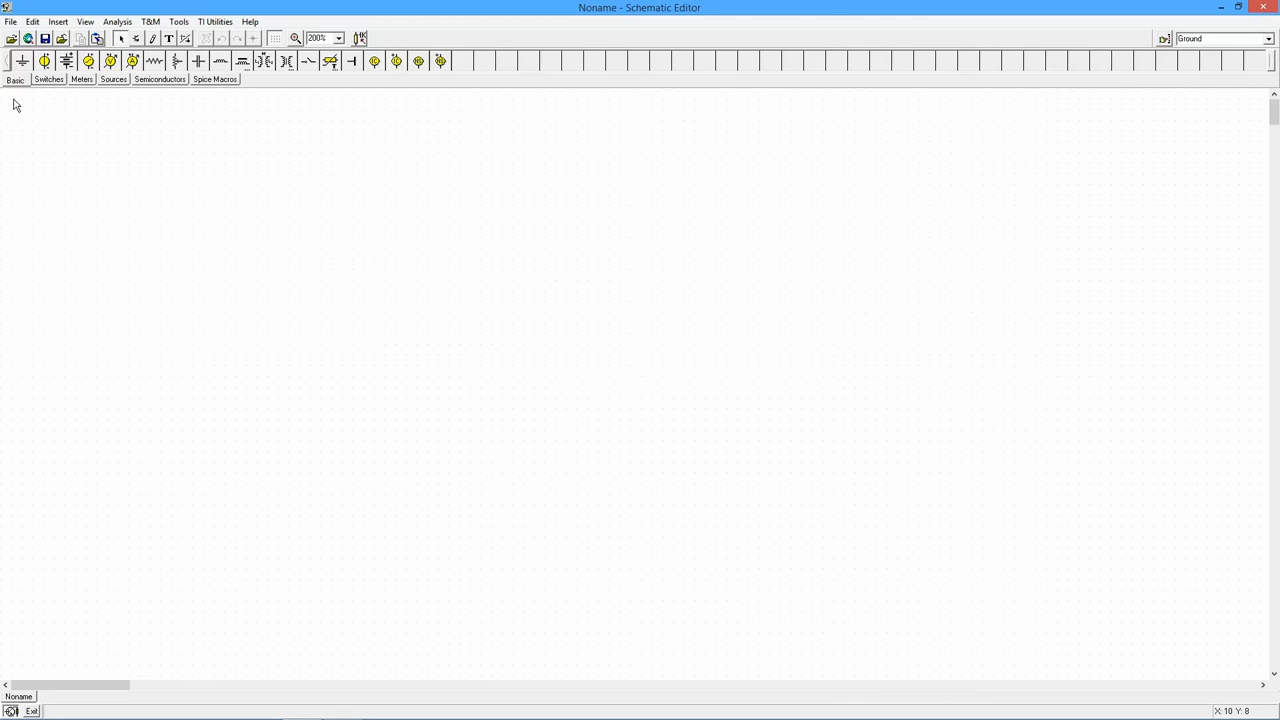 Noname - Schematic Editor
File Edit Insert View Analysis T&M Tools TI Utilities Help
T 200% Ground
Basic Switches Meters Sources Semiconductors Spice Macros
Noname
Exit X: 10 Y: 8